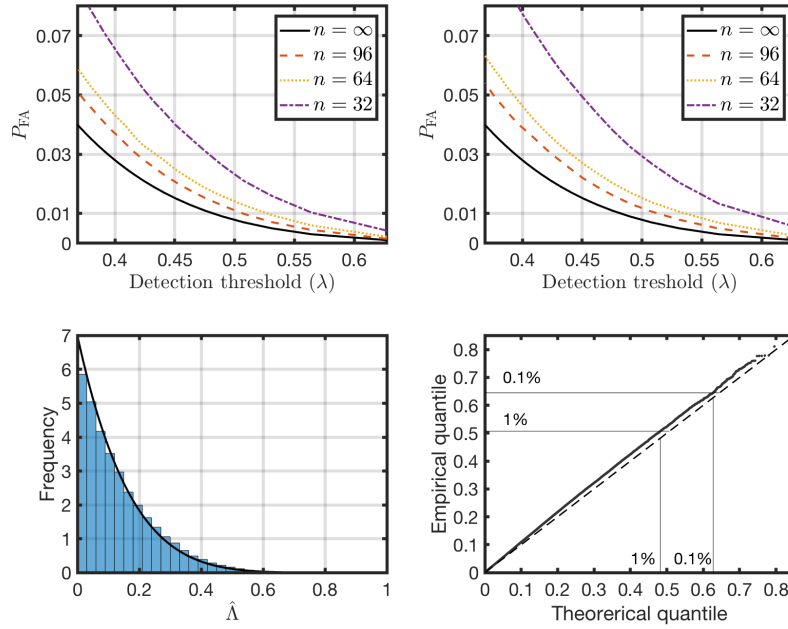 0.07
0.05
0.03
0.01
0
P_FA
n = ∞
n = 96
n = 64
n = 32
0.4 0.45 0.5 0.55 0.6
Detection threshold (λ)
0.07
0.05
0.03
0.01
0
P_FA
n = ∞
n = 96
n = 64
n = 32
0.4 0.45 0.5 0.55 0.6
Detection treshold (λ)
7
6
5
4
3
2
1
0
Frequency
0 0.2 0.4 0.6 0.8 1
Λ̂
0.8
0.7
0.6
0.5
0.4
0.3
0.2
0.1
0
Empirical quantile
0.1%
1%
1% 0.1%
0 0.1 0.2 0.3 0.4 0.5 0.6 0.7 0.8
Theorerical quantile